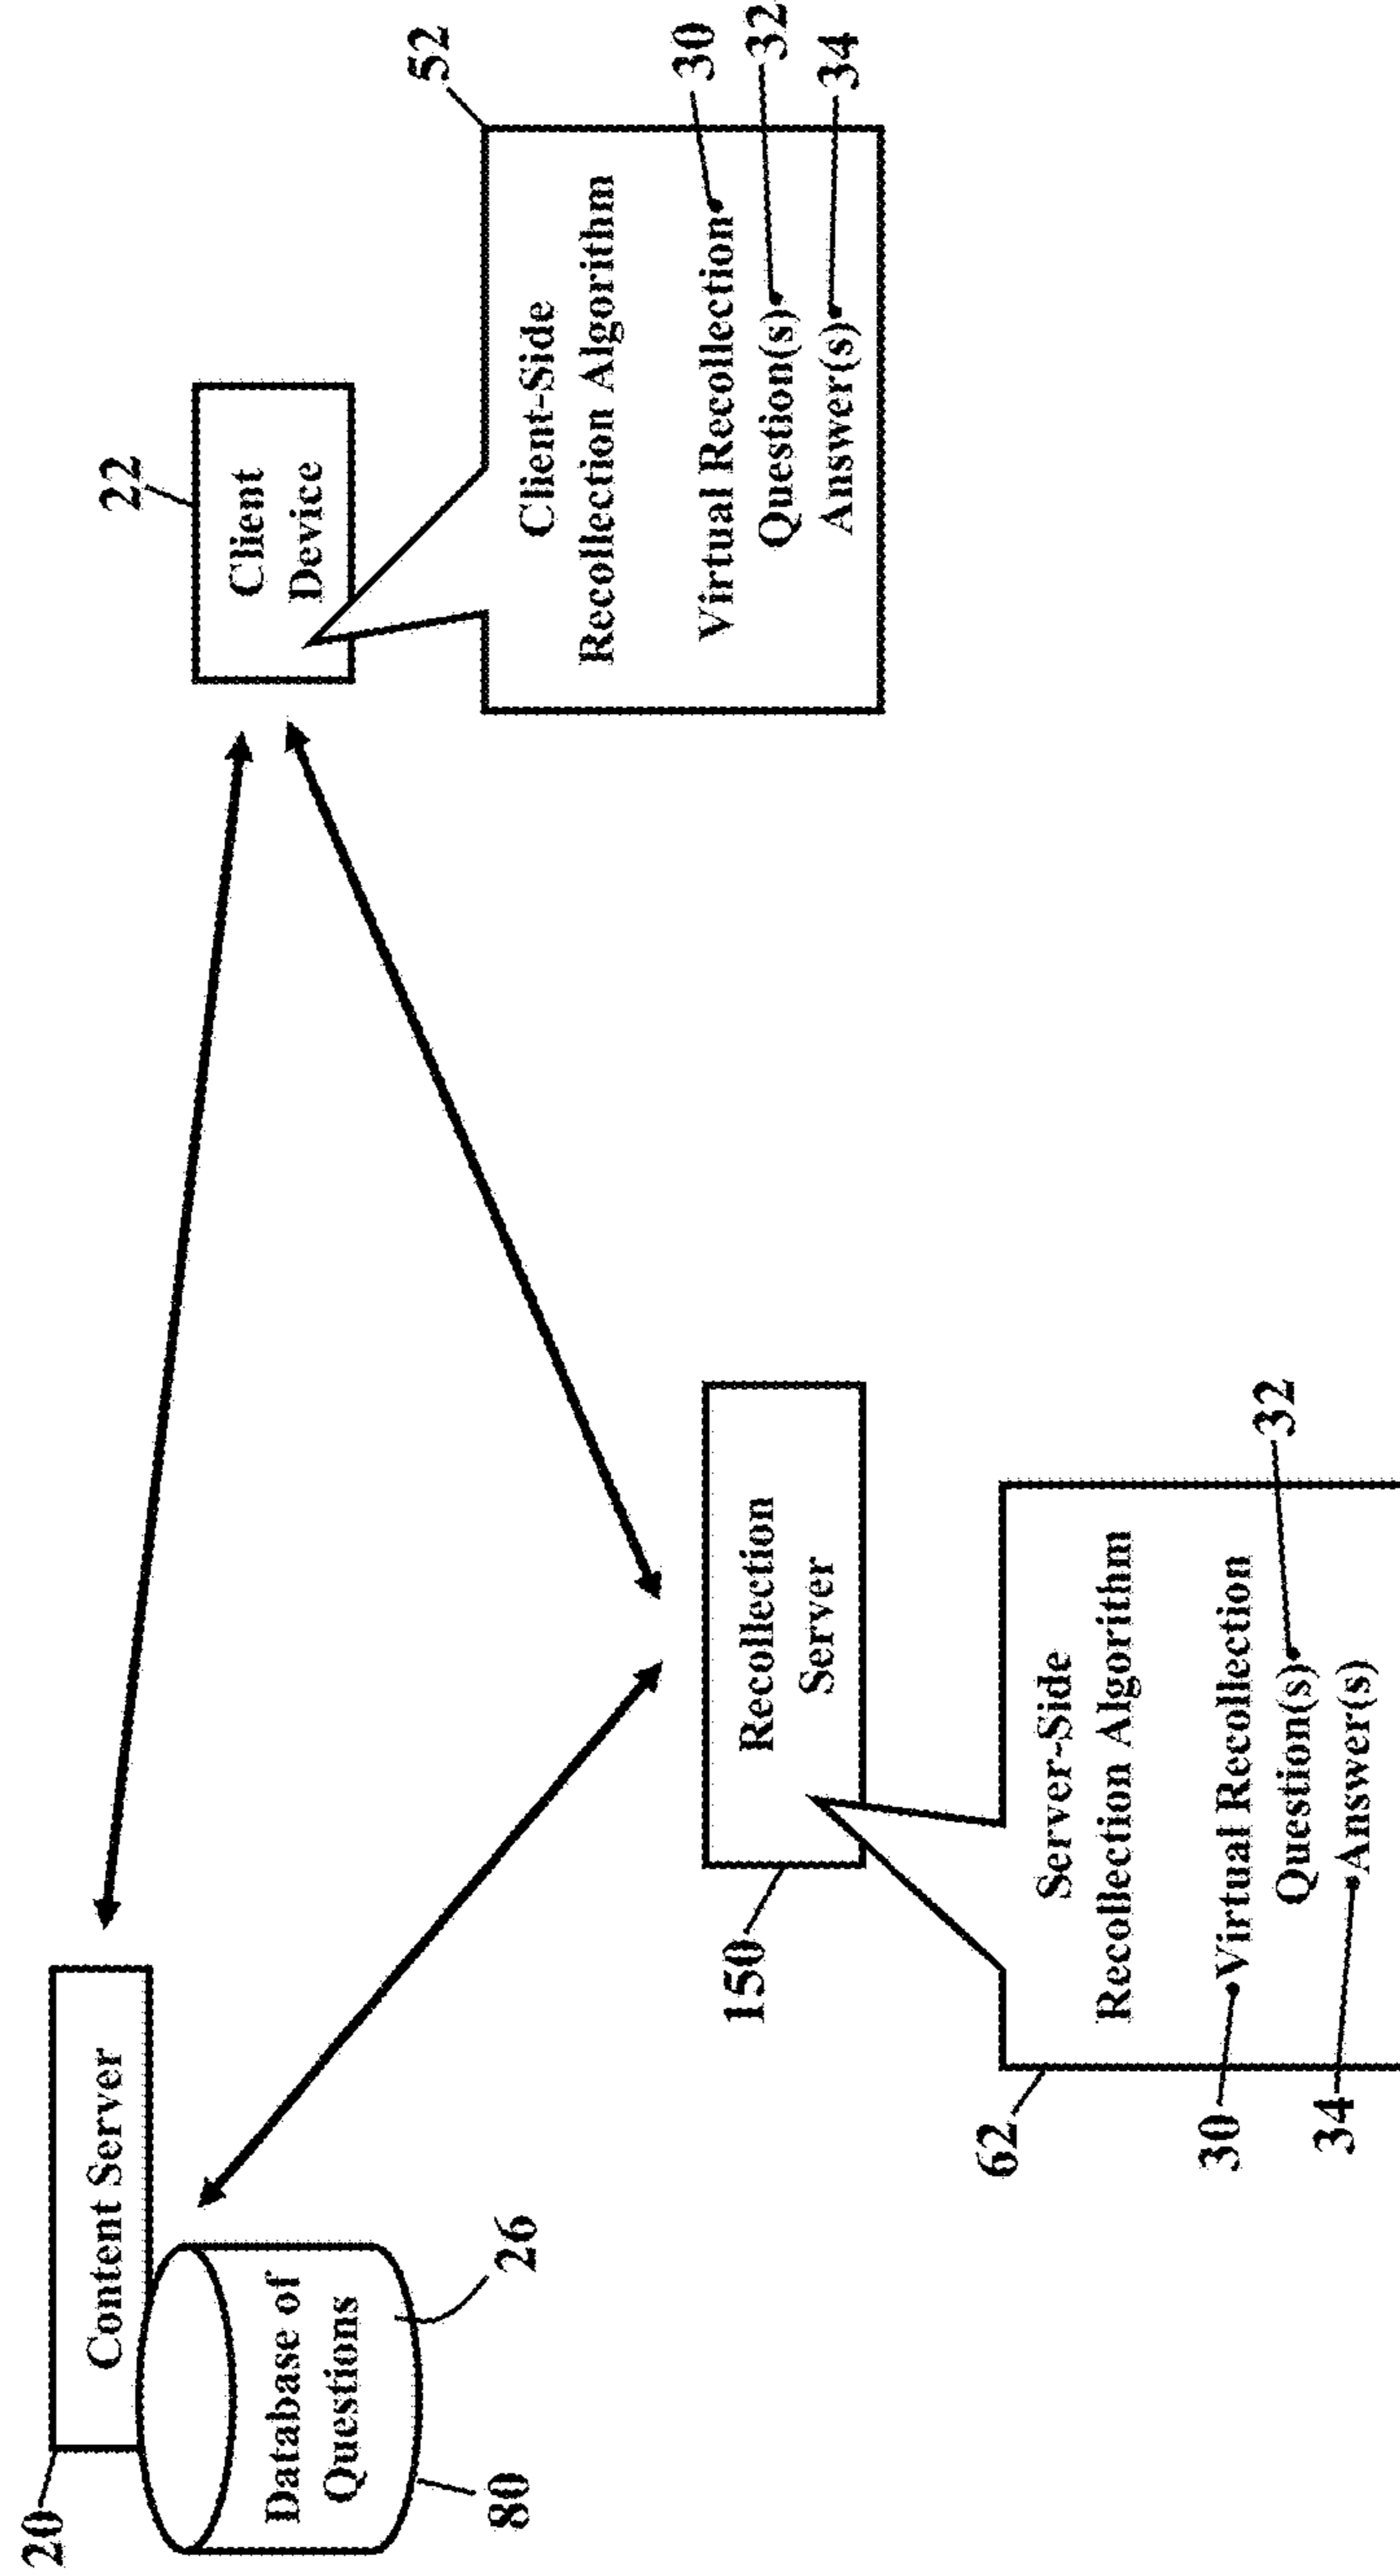 20
Content Server
Database of
Questions
26
80
22
Client
Device
52
Client-Side
Recollection Algorithm
Virtual Recollection
30
Question(s)
32
Answer(s)
34
150
Recollection
Server
62
Server-Side
Recollection Algorithm
30
Virtual Recollection
Question(s)
32
34
Answer(s)